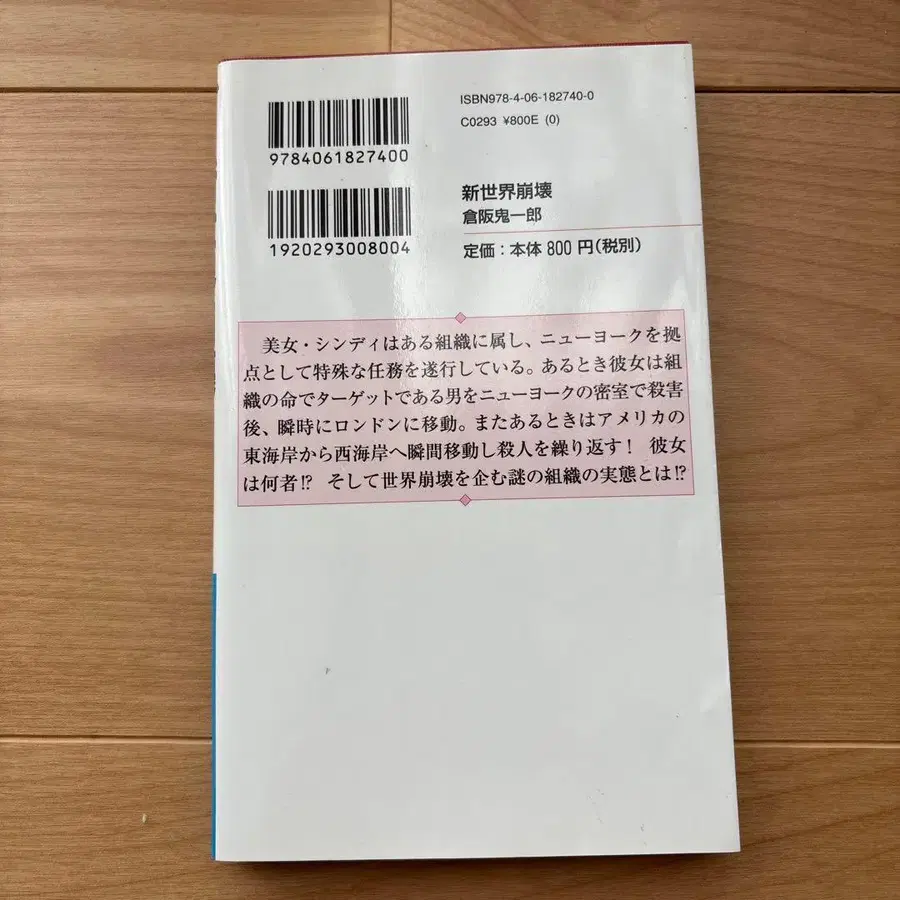 ISBN978-4-06-182740-0
C0293 ¥800E (0)
9784061827400
1920293008004
新世界崩壊
倉阪鬼一郎
定価：本体800円（税別）
美女・シンディはある組織に属し、ニューヨークを拠
点として特殊な任務を遂行している。あるとき彼女は組
織の命でターゲットである男をニューヨークの密室で殺害
後、瞬時にロンドンに移動。またあるときはアメリカの
東海岸から西海岸へ瞬間移動し殺人を繰り返す！　彼女
は何者!?　そして世界崩壊を企む謎の組織の実態とは!?